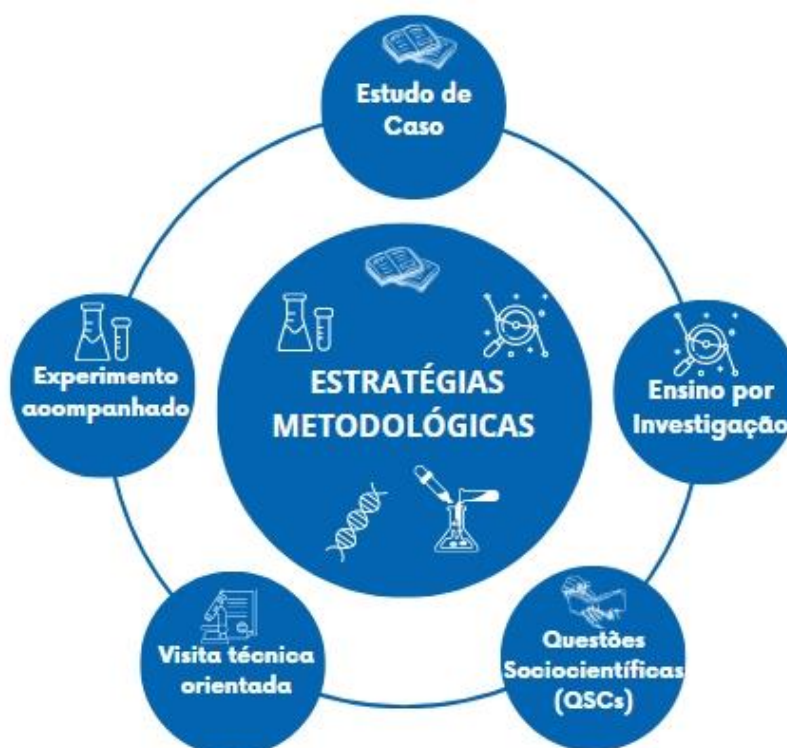 Estudo de
Caso
Experimento
acompanhado
ESTRATÉGIAS
METODOLÓGICAS
Ensino por
Investigação
Visita técnica
orientada
Questões
Sociocientíficas
(QSCs)